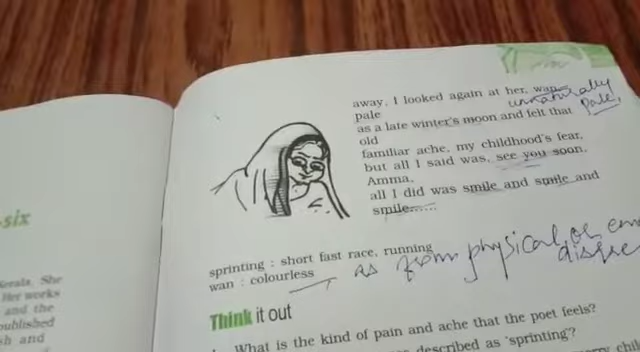 -six
Kerala. She
Her works
and the
published
sh and
away, I looked again at her, wan,
unnaturally
pale
pale
as a late winter's moon and felt that
old
familiar ache, my childhood's fear,
but all I said was, see you soon,
Amma,
all I did was smile and smile and
smile......
sprinting : short fast race, running
wan : colourless
as from physical or emo
distre
Think it out
What is the kind of pain and ache that the poet feels?
described as 'sprinting'?